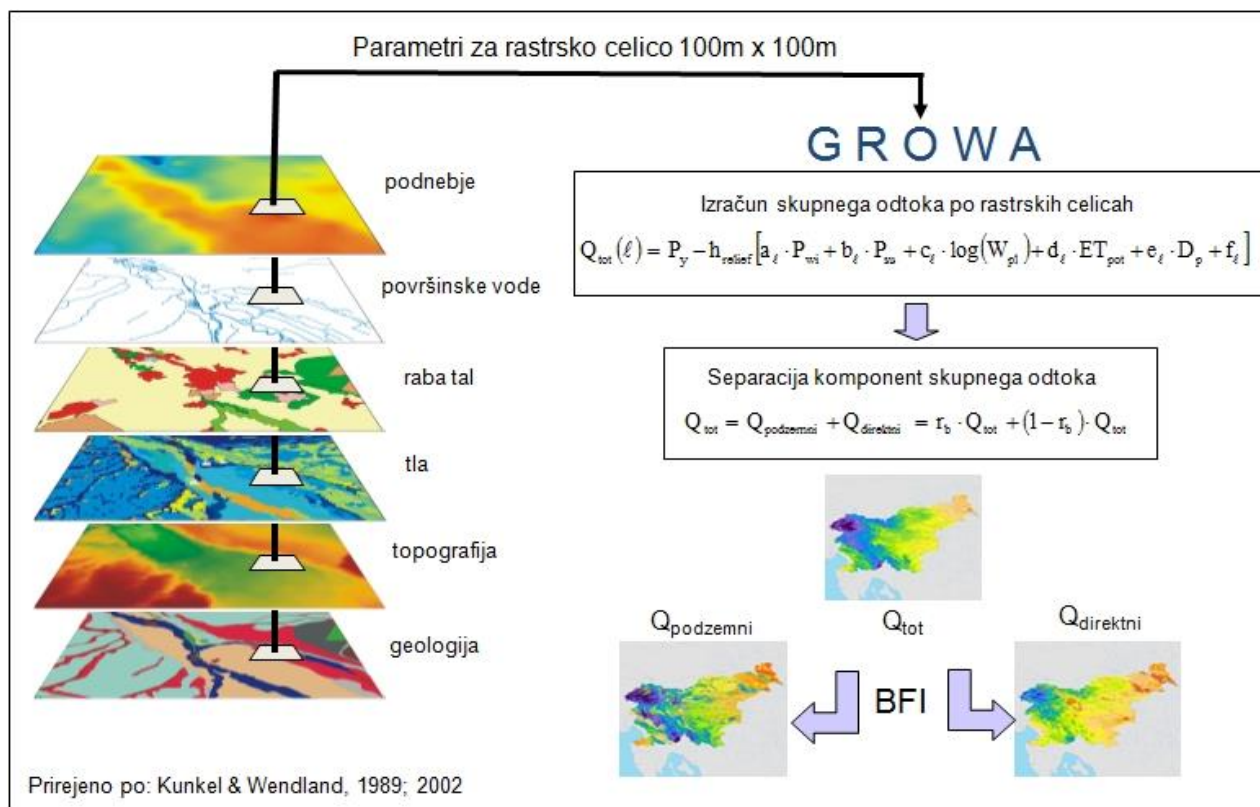 Parametri za rastrsko celico 100m x 100m
podnebje
površinske vode
raba tal
tla
topografija
geologija
G R O W A
Izračun skupnega odtoka po rastrskih celicah
Q_tot(ℓ) = P_y − h_relief [a_ℓ · P_wi + b_ℓ · P_su + c_ℓ · log(W_pl) + d_ℓ · ET_pot + e_ℓ · D_p + f_ℓ]
Separacija komponent skupnega odtoka
Q_tot = Q_podzemni + Q_direktni = r_b · Q_tot + (1 − r_b) · Q_tot
Q_podzemni
Q_tot
Q_direktni
BFI
Prirejeno po: Kunkel & Wendland, 1989; 2002